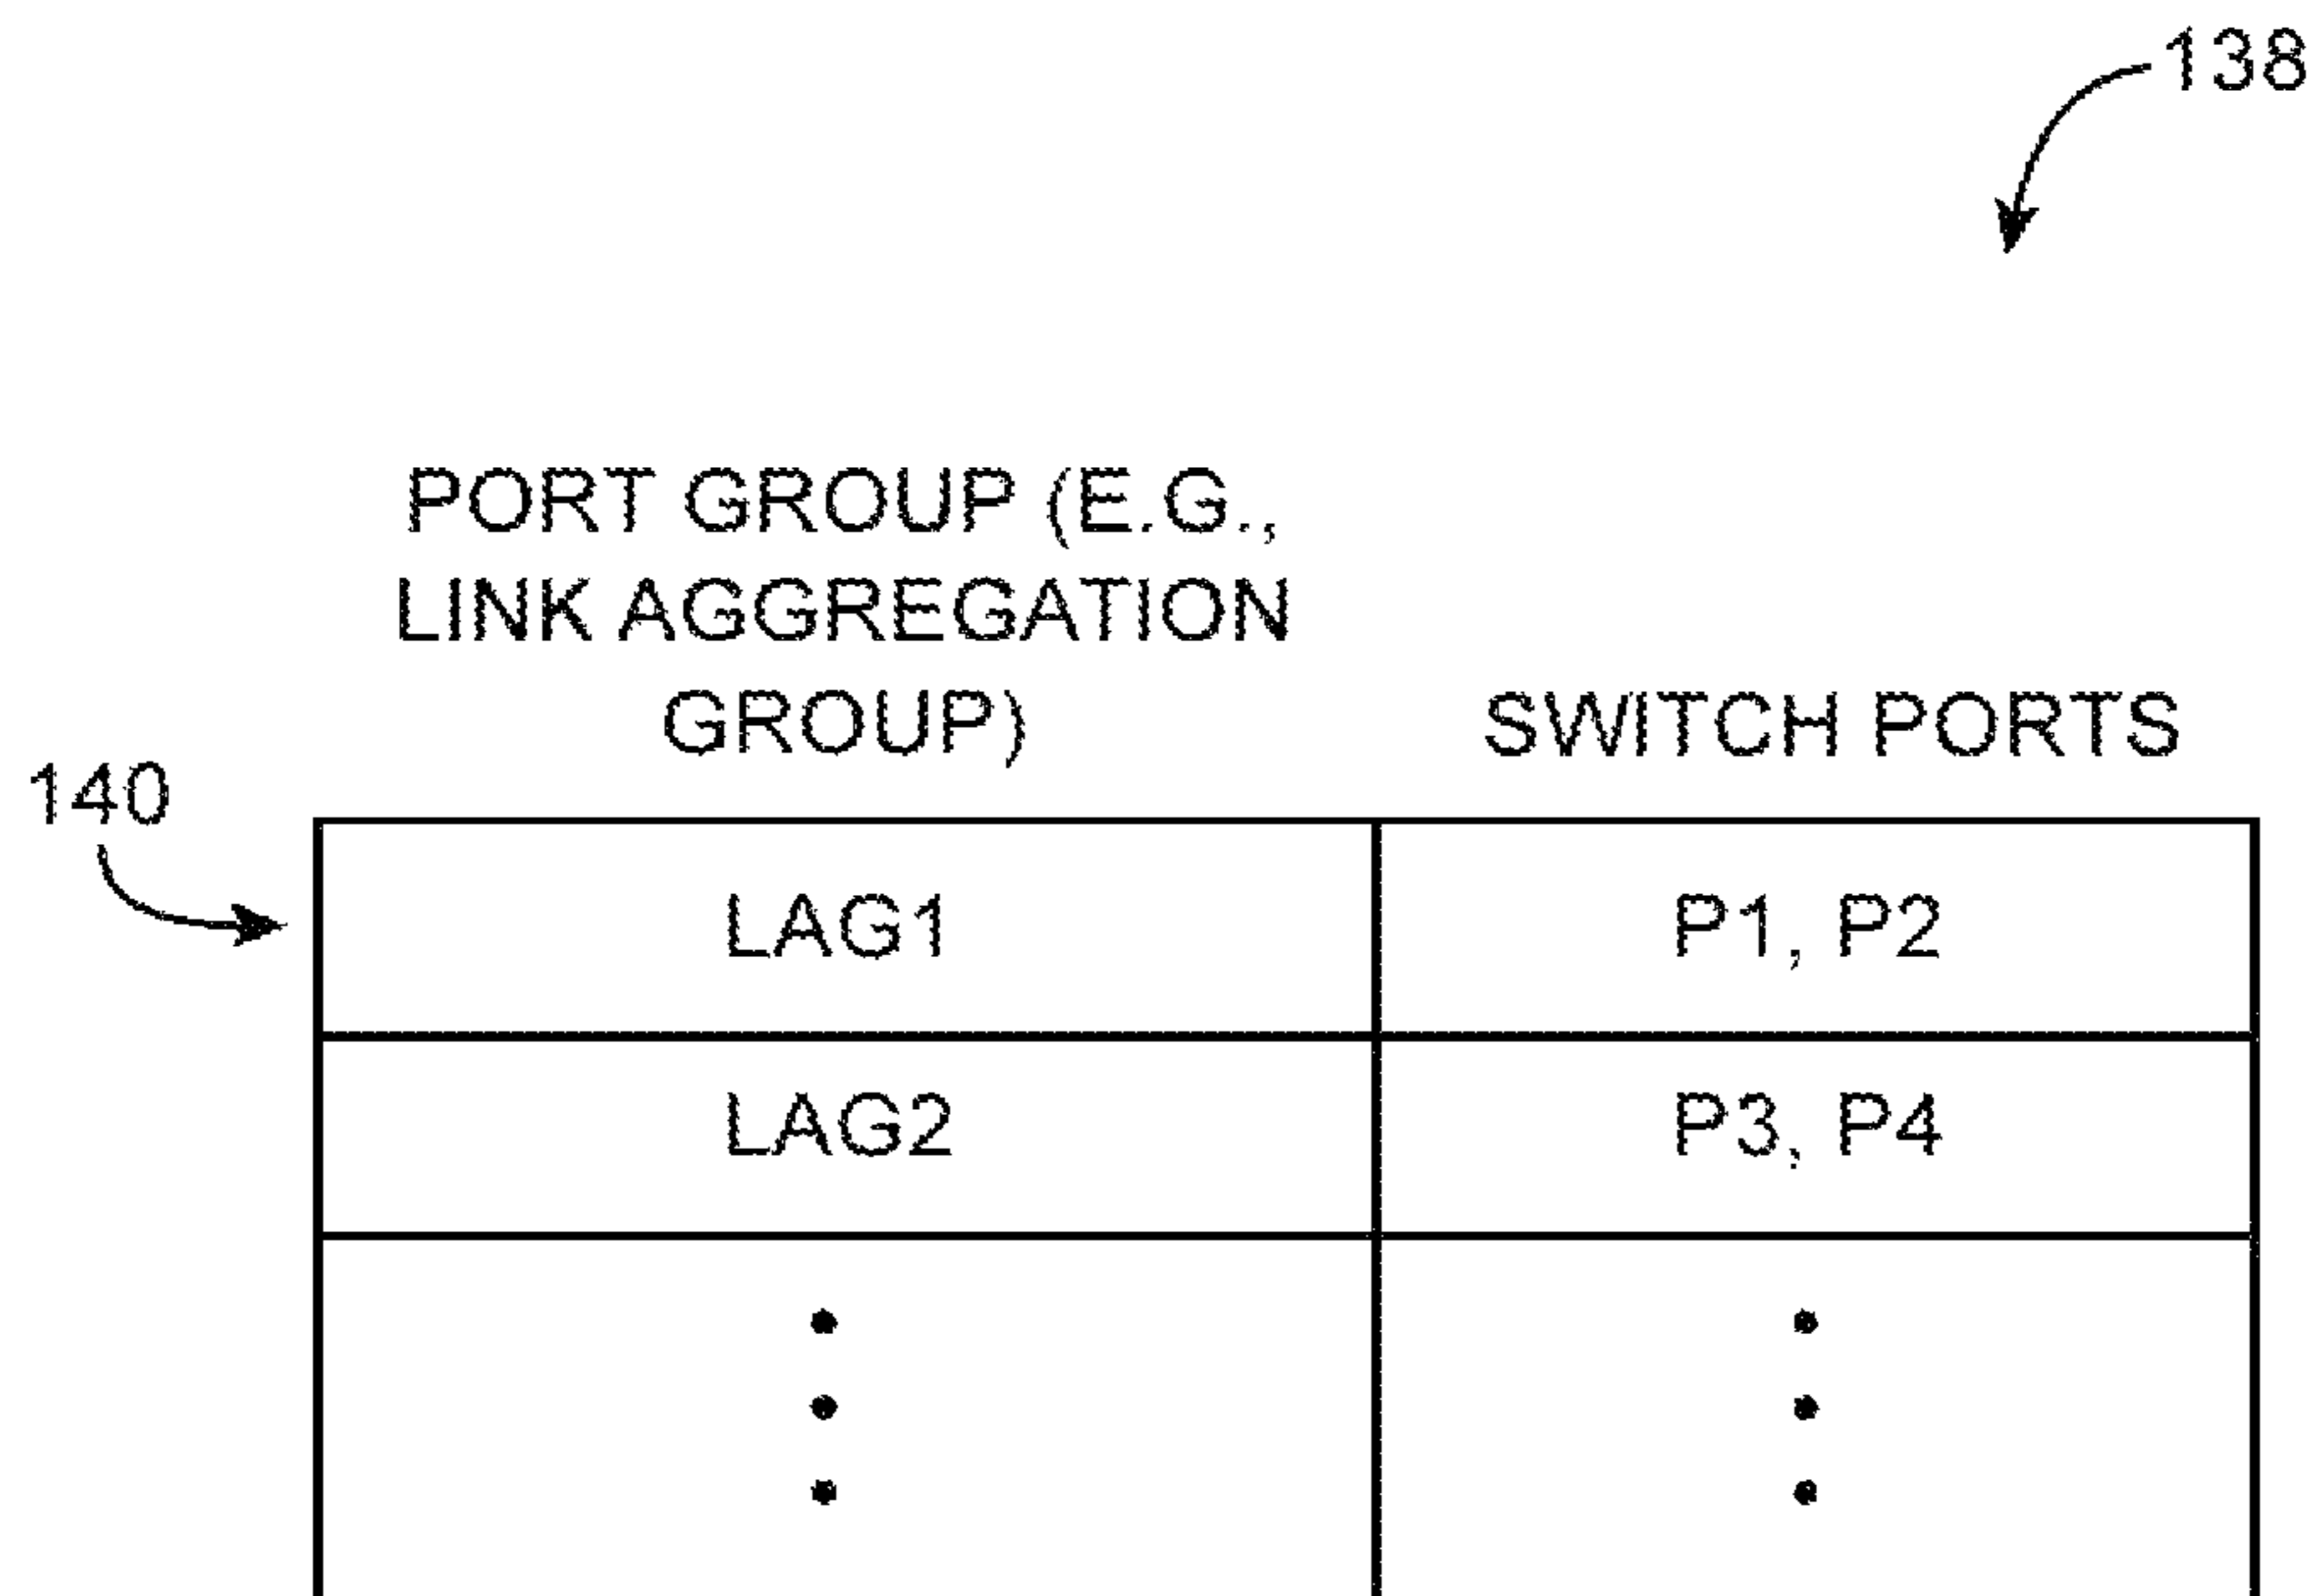 138
PORT GROUP (E.G.,
LINK AGGREGATION
GROUP)
SWITCH PORTS
140
LAG1 P1, P2
LAG2 P3, P4